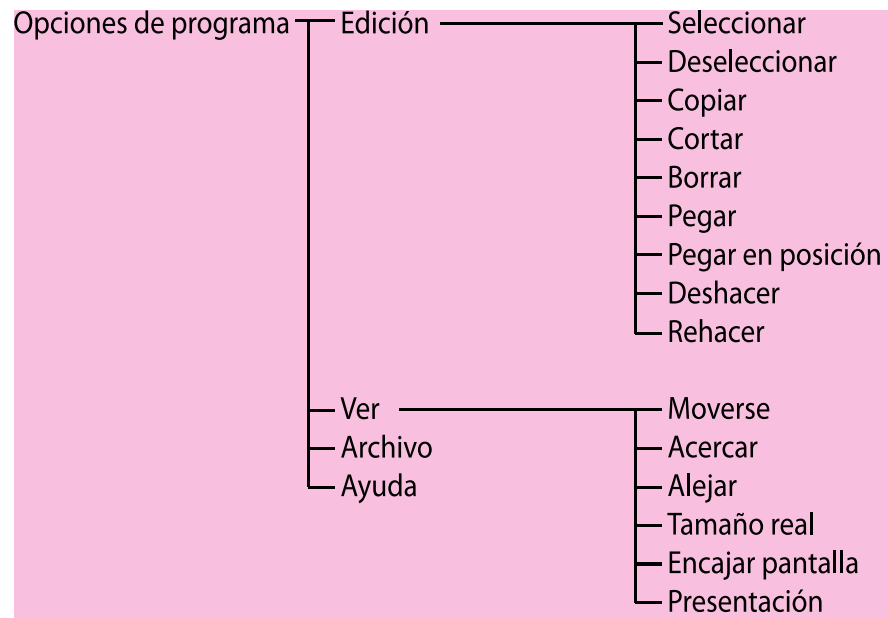 Opciones de programa Edición Seleccionar
Deseleccionar
Copiar
Cortar
Borrar
Pegar
Pegar en posición
Deshacer
Rehacer
Ver Moverse
Archivo Acercar
Ayuda Alejar
Tamaño real
Encajar pantalla
Presentación